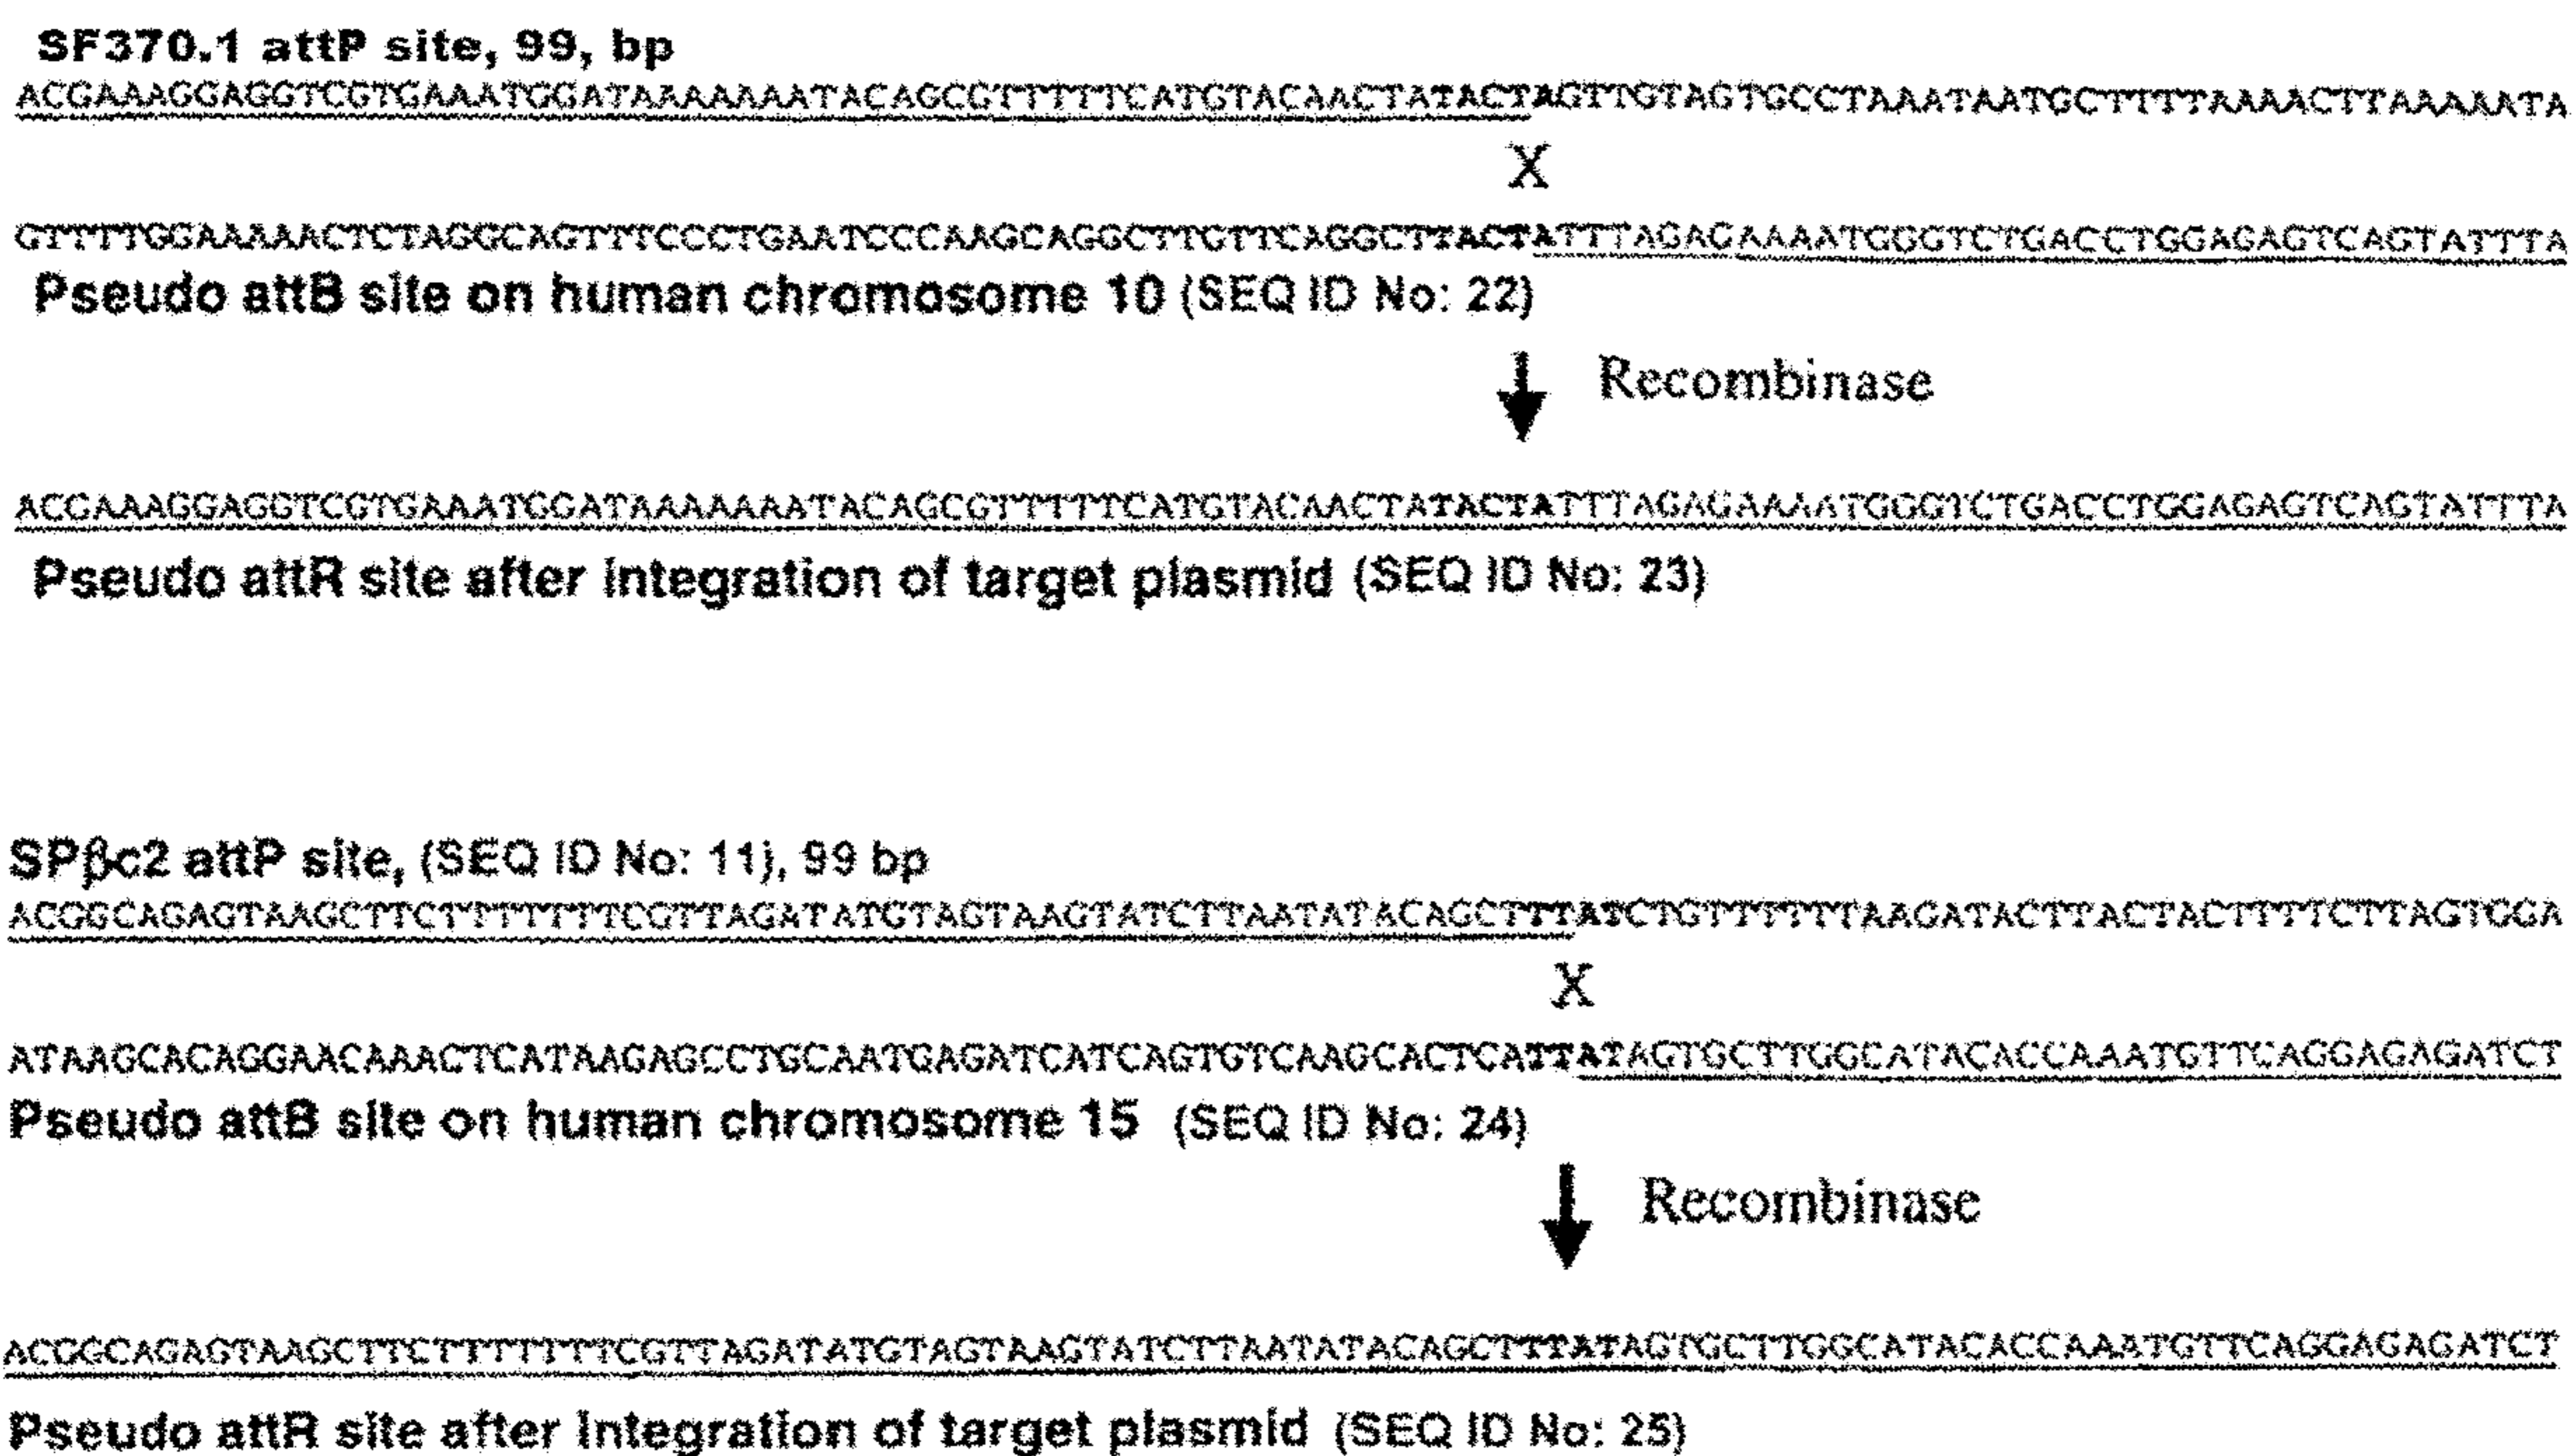 SF370.1 attP site, 99, bp
ACGAAAGGAGGTCGTGAAATGGATAAAAAAATACAGCGTTTTTCATGTACAACTATACTAGTTGTAGTGCCTAAATAATGCTTTTAAAACTTAAAAATA
X
GTTTTGGAAAAACTCTAGGCAGTTTCCCTGAATCCCAAGCAGGCTTGTTCAGGCTTACTATTTAGAGAAAATGGGTCTGACCTGGAGAGTCAGTATTTA
Pseudo attB site on human chromosome 10 (SEQ ID No: 22)
Recombinase
ACGAAAGGAGGTCGTGAAATGGATAAAAAAATACAGCGTTTTTCATGTACAACTATACTATTTAGAGAAAATGGGTCTGACCTGGAGAGTCAGTATTTA
Pseudo attR site after integration of target plasmid (SEQ ID No: 23)
SPβc2 attP site, (SEQ ID No: 11), 99 bp
ACGGCAGAGTAAGCTTCTTTTTTTCGTTAGATATGTAGTAAGTATCTTAATATACAGCTTTATCTGTTTTTTAAGATACTTACTACTTTTCTTAGTGGA
X
ATAAGCACAGGAACAAACTCATAAGAGCCTGCAATGAGATCATCAGTGTCAAGCACTCATTATAGTGCTTGGCATACACCAAATGTTCAGGAGAGATCT
Pseudo attB site on human chromosome 15 (SEQ ID No: 24)
Recombinase
ACGGCAGAGTAAGCTTCTTTTTTTCGTTAGATATGTAGTAAGTATCTTAATATACAGCTTTATAGTGCTTGGCATACACCAAATGTTCAGGAGAGATCT
Pseudo attR site after integration of target plasmid (SEQ ID No: 25)